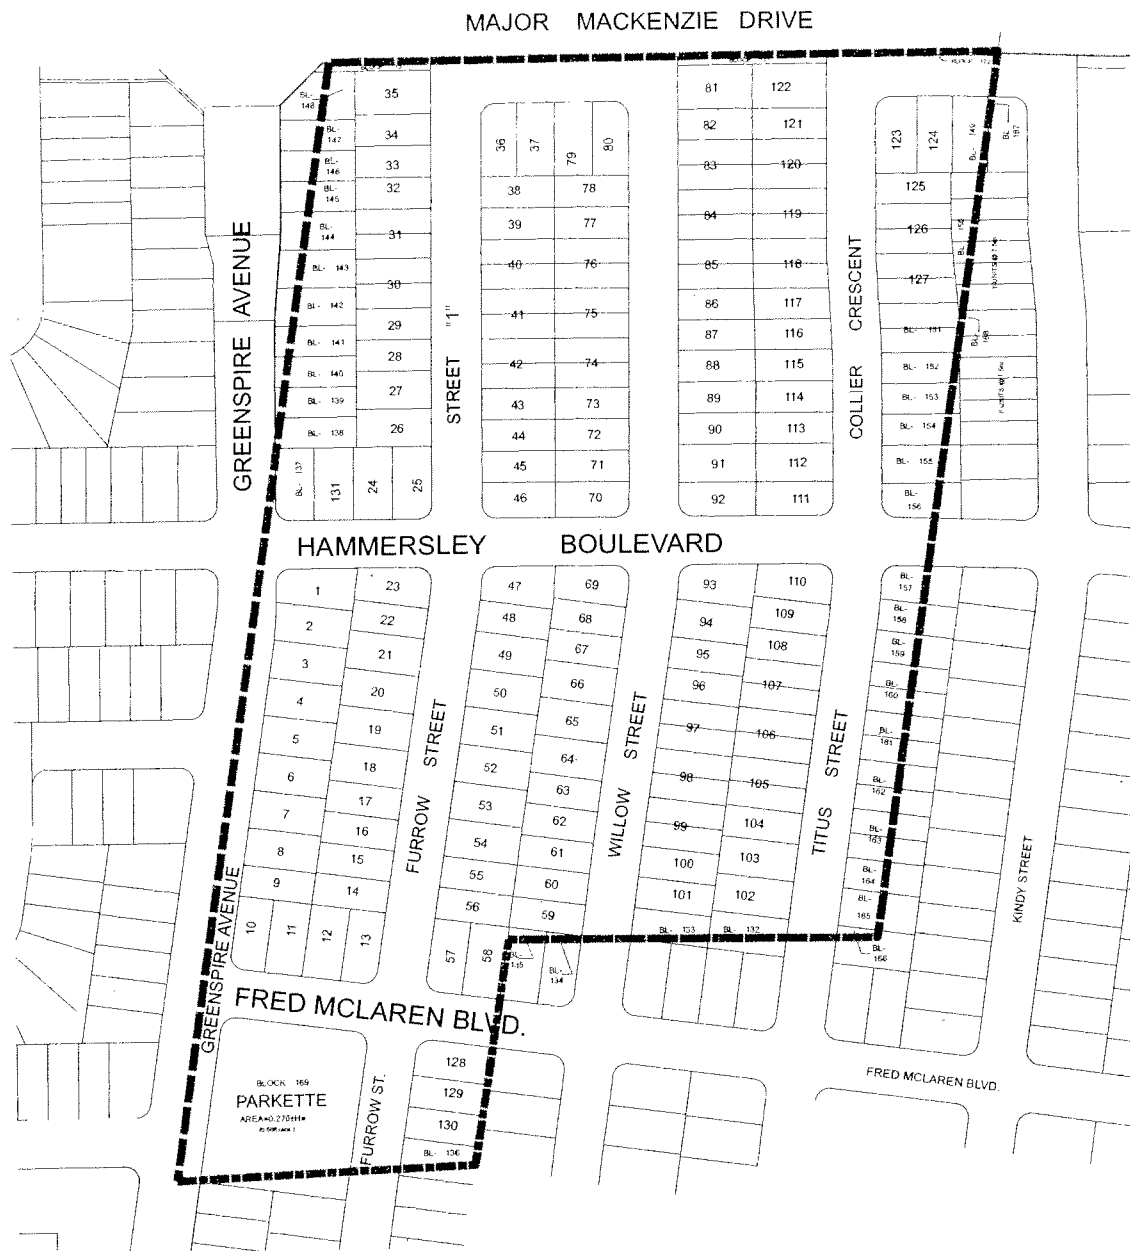 MAJOR MACKENZIE DRIVE
GREENSPIRE AVENUE
STREET "1"
COLLIER CRESCENT
BL- 148
BL- 147
BL- 146
BL- 145
BL- 144
BL- 143
BL- 142
BL- 141
BL- 140
BL- 139
BL- 138
BL- 137
131
24
25
35
34
33
32
31
30
29
28
27
26
36
37
79
80
38
78
39
77
40
76
41
75
42
74
43
73
44
72
45
71
46
70
81
122
82
121
83
120
84
119
85
118
86
117
87
116
88
115
89
114
90
113
91
112
92
111
123
124
BL- 149
BL 167
125
126
127
BL- 151
BL- 152
BL- 153
BL- 154
BL- 155
BL- 156
HAMMERSLEY BOULEVARD
1
23
2
22
3
21
4
20
5
19
6
18
7
17
8
16
9
15
14
10
11
12
13
FURROW STREET
47
69
48
68
49
67
50
66
51
65
52
64
53
63
54
62
55
61
56
60
59
57
58
BL- 135
BL- 134
WILLOW STREET
93
110
94
109
95
108
96
107
97
106
98
105
99
104
100
103
101
102
BL- 133
BL- 132
TITUS STREET
BL- 157
BL- 158
BL- 159
BL- 160
BL- 161
BL- 162
BL- 163
BL- 164
BL- 165
BL- 166
KINDY STREET
GREENSPIRE AVENUE
FRED MCLAREN BLVD.
FRED MCLAREN BLVD.
BLOCK 169
PARKETTE
FURROW ST.
128
129
130
BL- 136